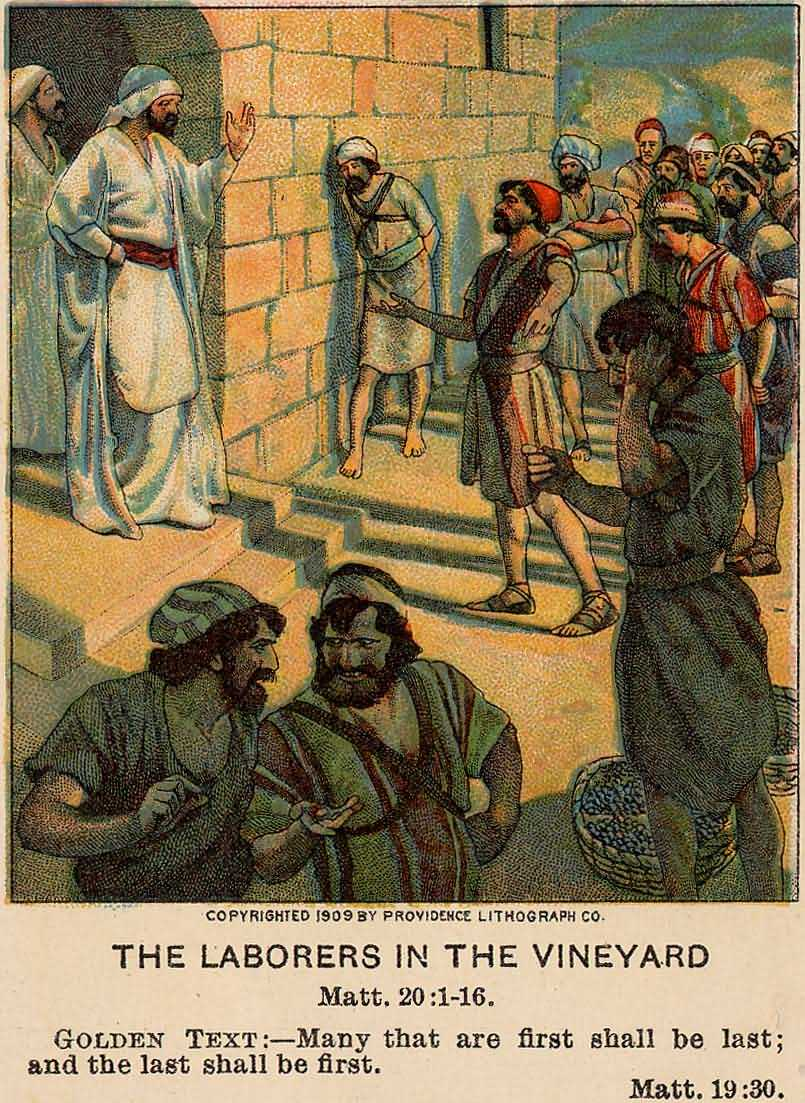 COPYRIGHTED 1909 BY PROVIDENCE LITHOGRAPH CO.
THE LABORERS IN THE VINEYARD
Matt. 20:1-16.
GOLDEN TEXT:—Many that are first shall be last;
and the last shall be first.
Matt. 19:30.